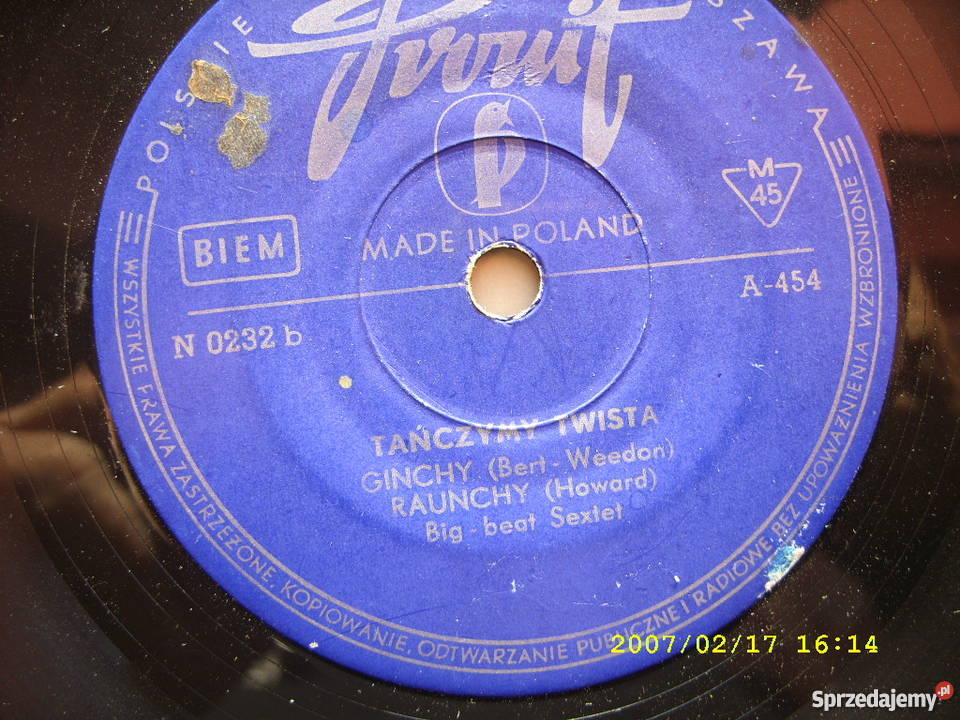 POLSKIE
SZAWA
Pronit
M
45
BIEM
MADE IN POLAND
A-454
N 0232 b
TAŃCZYMY TWISTA
GINCHY (Bert - Weedon)
RAUNCHY (Howard)
Big - beat Sextet
WSZYSTKIE PRAWA ZASTRZEŻONE, KOPIOWANIE, ODTWARZANIE PUBLICZNE I RADIOWE, BEZ UPOWAŻNIENIA WZBRONIONE
2007/02/17 16:14
Sprzedajemy.pl